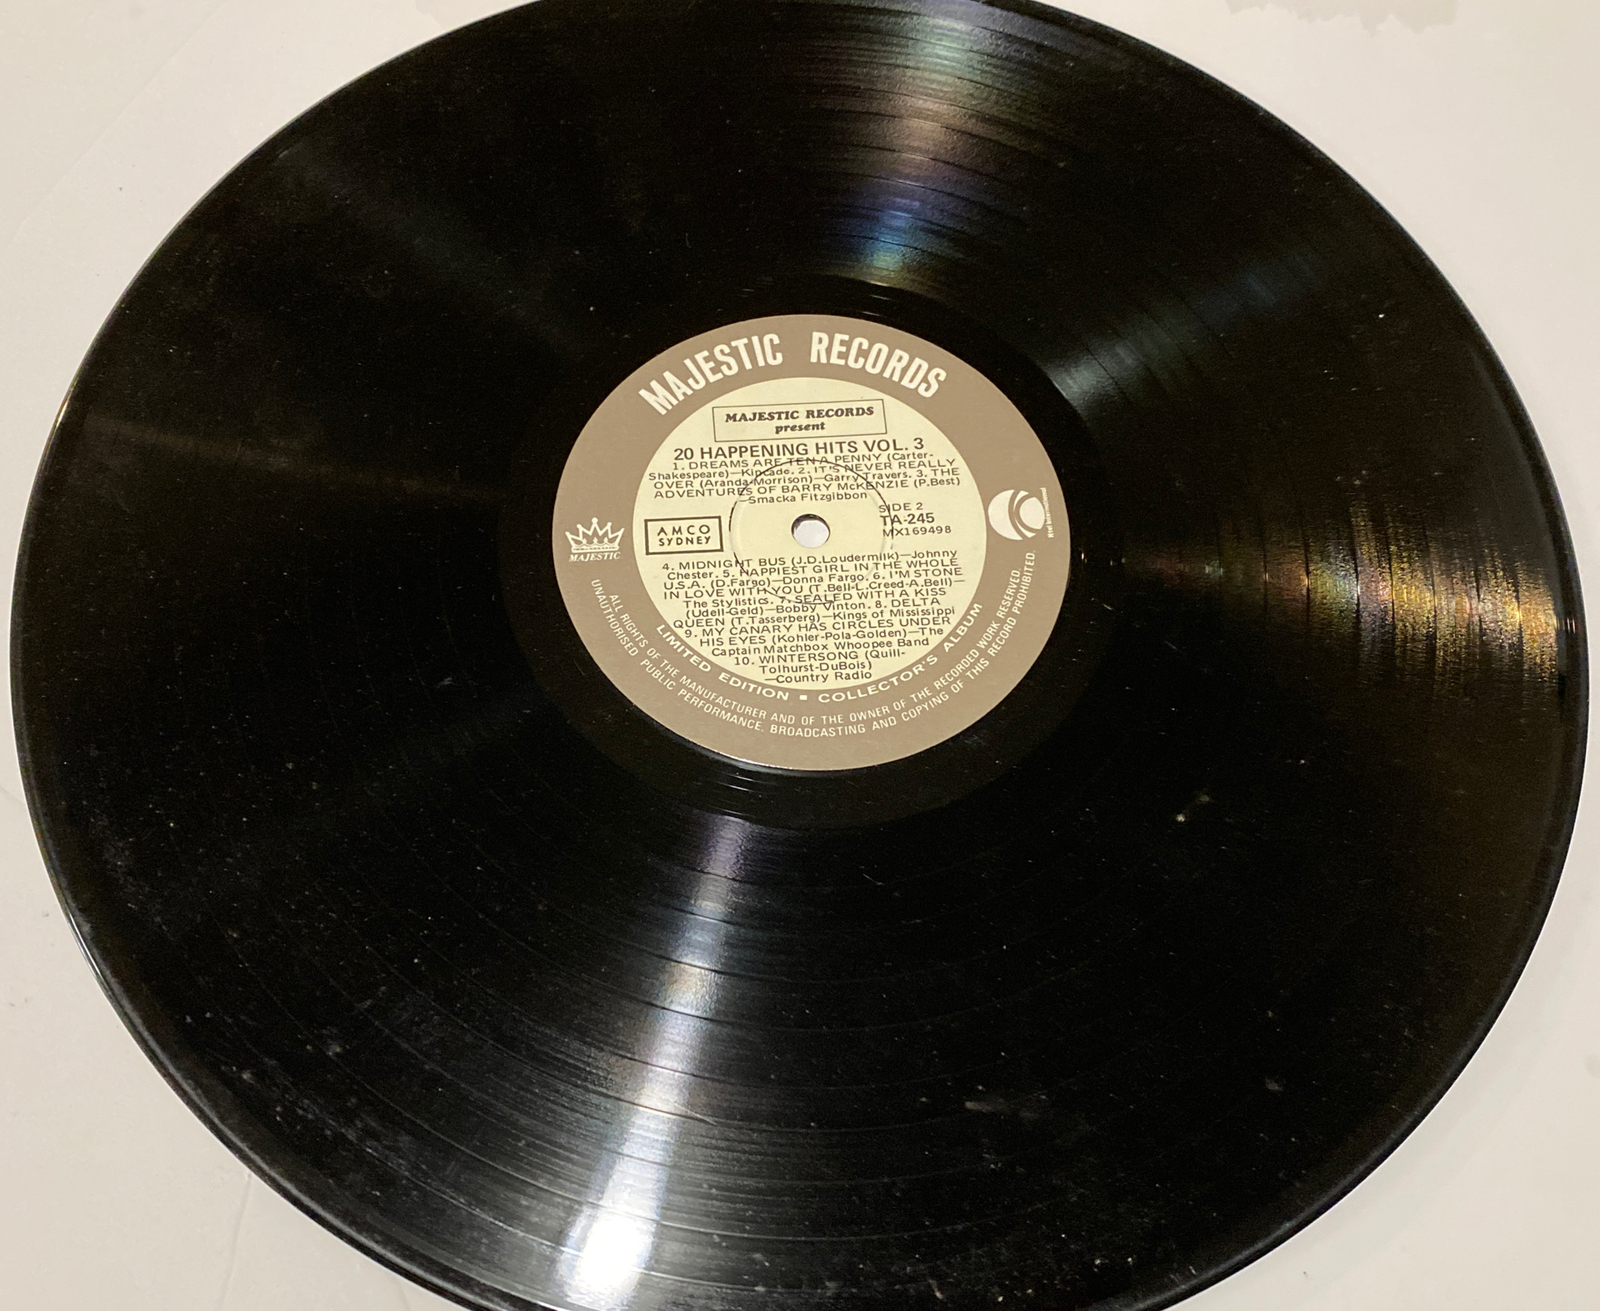 MAJESTIC RECORDS
MAJESTIC RECORDS
present
20 HAPPENING HITS VOL. 3
1. DREAMS ARE TEN A PENNY (Carter-
Shakespeare)—Kincade. 2. IT'S NEVER REALLY
OVER (Aranda-Morrison)—Garry Travers. 3. THE
ADVENTURES OF BARRY McKENZIE (P.Best)
—Smacka Fitzgibbon
SIDE 2
TA-245
MX169498
AMCO
SYDNEY
MAJESTIC
4. MIDNIGHT BUS (J.D.Loudermilk)—Johnny
Chester. 5. HAPPIEST GIRL IN THE WHOLE
U.S.A. (D.Fargo)—Donna Fargo. 6. I'M STONE
IN LOVE WITH YOU (T.Bell-L.Creed-A.Bell)—
The Stylistics. 7. SEALED WITH A KISS
(Udell-Geld)—Bobby Vinton. 8. DELTA
QUEEN (T.Tasserberg)—Kings of Mississippi
9. MY CANARY HAS CIRCLES UNDER
HIS EYES (Kohler-Pola-Golden)—The
Captain Matchbox Whoopee Band
10. WINTERSONG (Quill-
Tolhurst-DuBois)
—Country Radio
LIMITED EDITION ▪ COLLECTOR'S ALBUM
ALL RIGHTS OF THE MANUFACTURER AND OF THE OWNER OF THE RECORDED WORK RESERVED.
UNAUTHORISED PUBLIC PERFORMANCE. BROADCASTING AND COPYING OF THIS RECORD PROHIBITED.